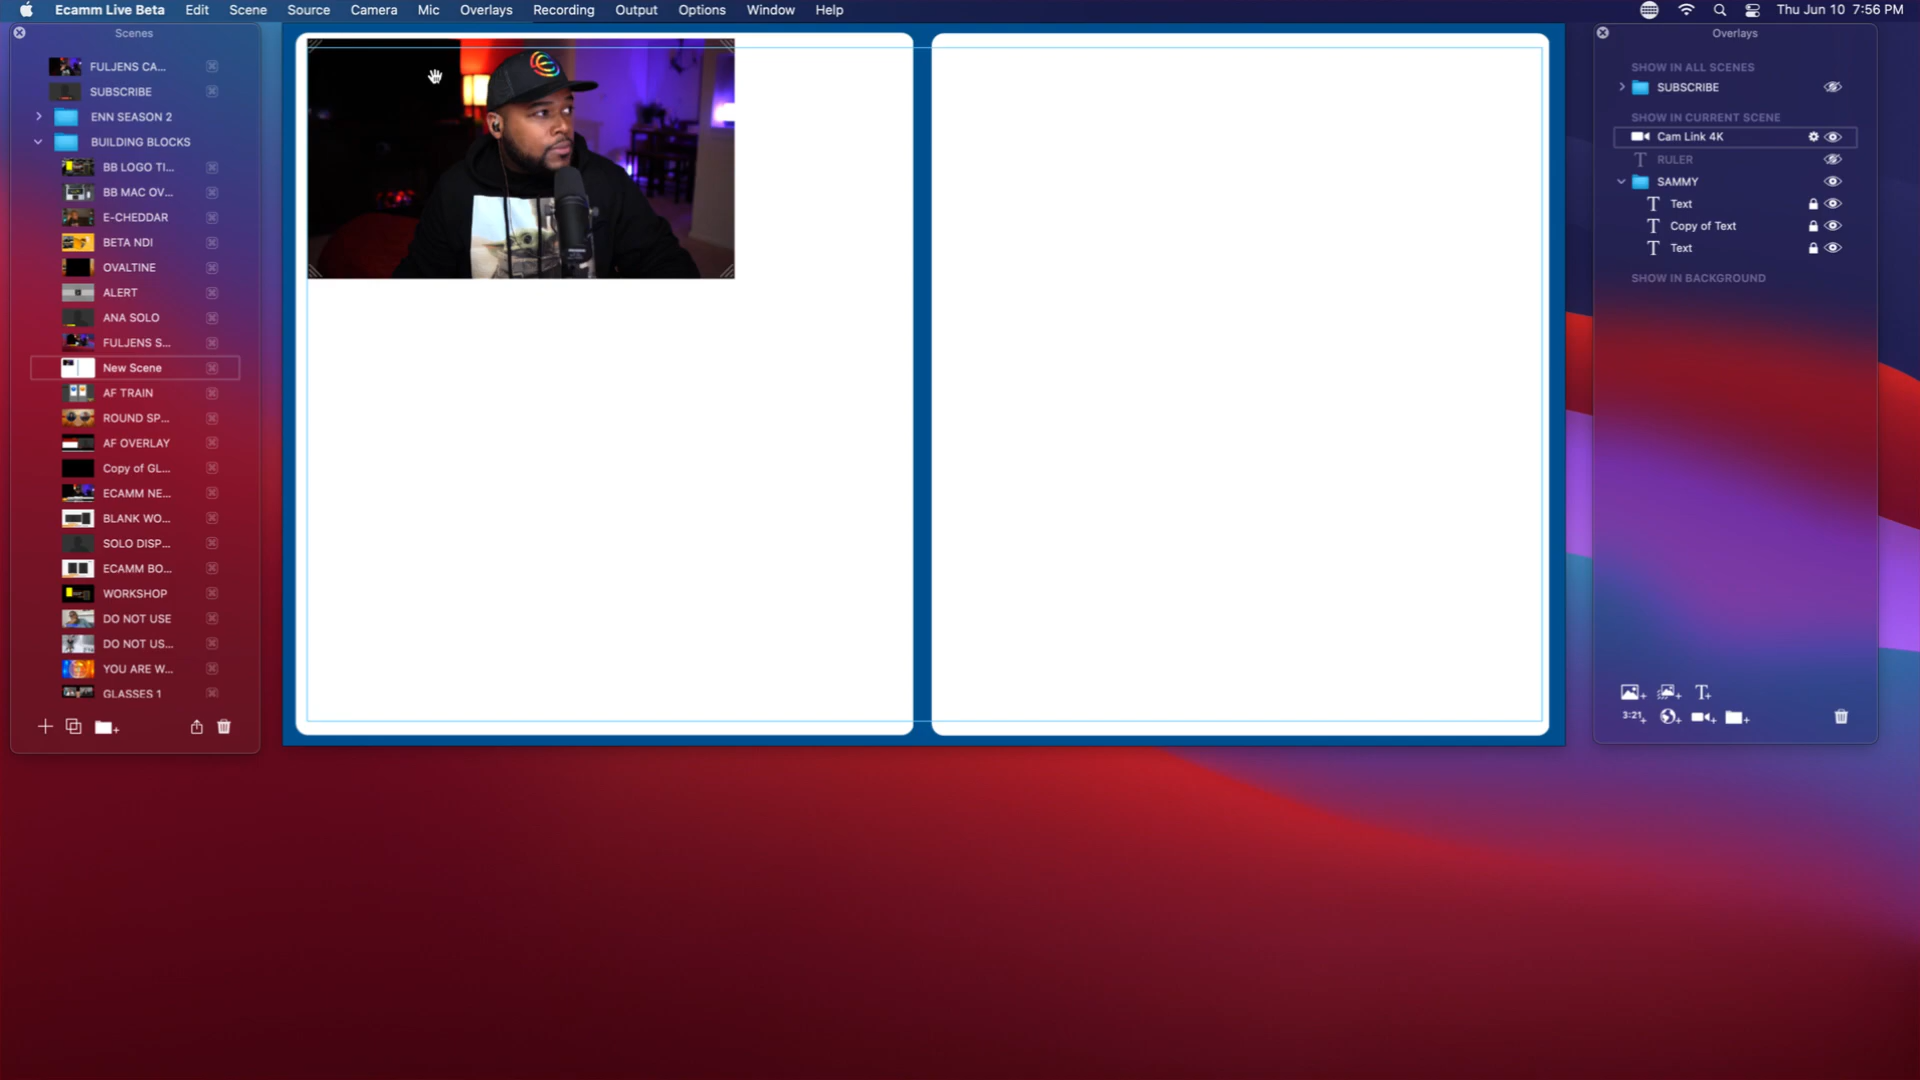 Ecamm Live Beta Edit Scene Source Camera Mic Overlays Recording Output Options Window Help Thu Jun 10 7:56 PM
Scenes
FULJENS CA...
SUBSCRIBE
ENN SEASON 2
BUILDING BLOCKS
BB LOGO TI...
BB MAC OV...
E-CHEDDAR
BETA NDI
OVALTINE
ALERT
ANA SOLO
FULJENS S...
New Scene
AF TRAIN
ROUND SP...
AF OVERLAY
Copy of GL...
ECAMM NE...
BLANK WO...
SOLO DISP...
ECAMM BO...
WORKSHOP
DO NOT USE
DO NOT US...
YOU ARE W...
GLASSES 1
Overlays
SHOW IN ALL SCENES
SUBSCRIBE
SHOW IN CURRENT SCENE
Cam Link 4K
T RULER
SAMMY
T Text
T Copy of Text
T Text
SHOW IN BACKGROUND
T+
3:21+